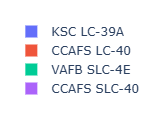 KSC LC-39A
CCAFS LC-40
VAFB SLC-4E
CCAFS SLC-40